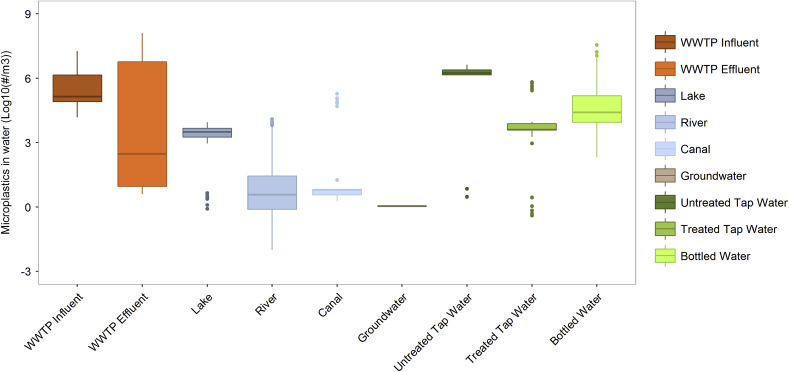 Microplastics in water (Log10(#/m3))
9
6
3
0
-3
WWTP Influent
WWTP Effluent
Lake
River
Canal
Groundwater
Untreated Tap Water
Treated Tap Water
Bottled Water
WWTP Influent
WWTP Effluent
Lake
River
Canal
Groundwater
Untreated Tap Water
Treated Tap Water
Bottled Water